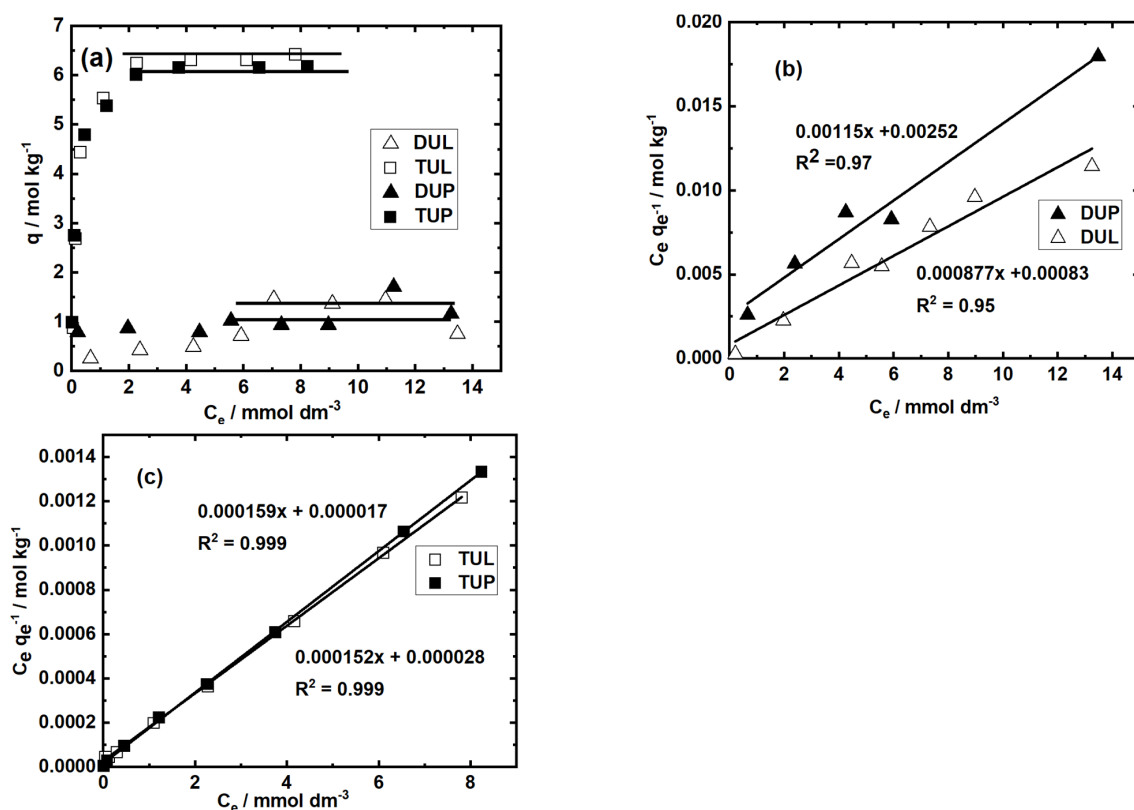 (a)
q / mol kg-1
7
6
5
4
3
2
1
0
DUL
TUL
DUP
TUP
0 2 4 6 8 10 12 14
Ce / mmol dm-3
(b)
Ce qe-1 / mol kg-1
0.020
0.015
0.010
0.005
0.000
0.00115x +0.00252
R2 =0.97
DUP
DUL
0.000877x +0.00083
R2 = 0.95
0 2 4 6 8 10 12 14
Ce / mmol dm-3
(c)
Ce qe-1 / mol kg-1
0.0014
0.0012
0.0010
0.0008
0.0006
0.0004
0.0002
0.0000
0.000159x + 0.000017
R2 = 0.999
TUL
TUP
0.000152x + 0.000028
R2 = 0.999
0 2 4 6 8
Ce / mmol dm-3